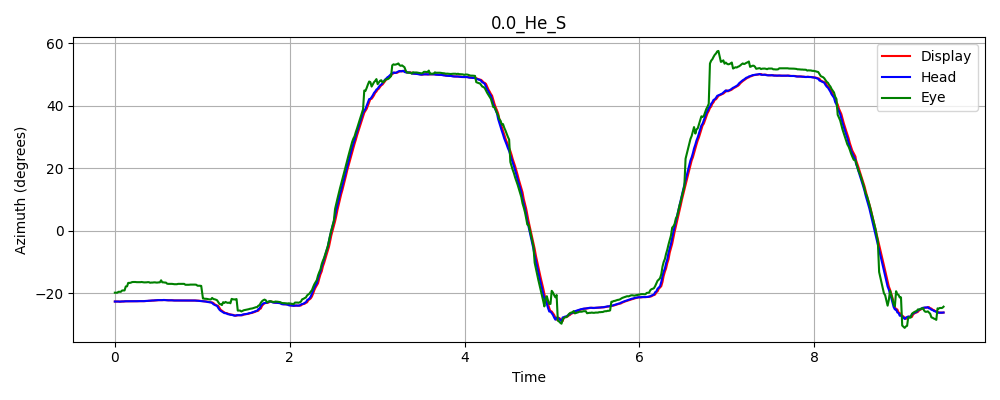 0.0_He_S
Display
Head
Eye
Azimuth (degrees)
60
40
20
0
−20
0 2 4 6 8
Time